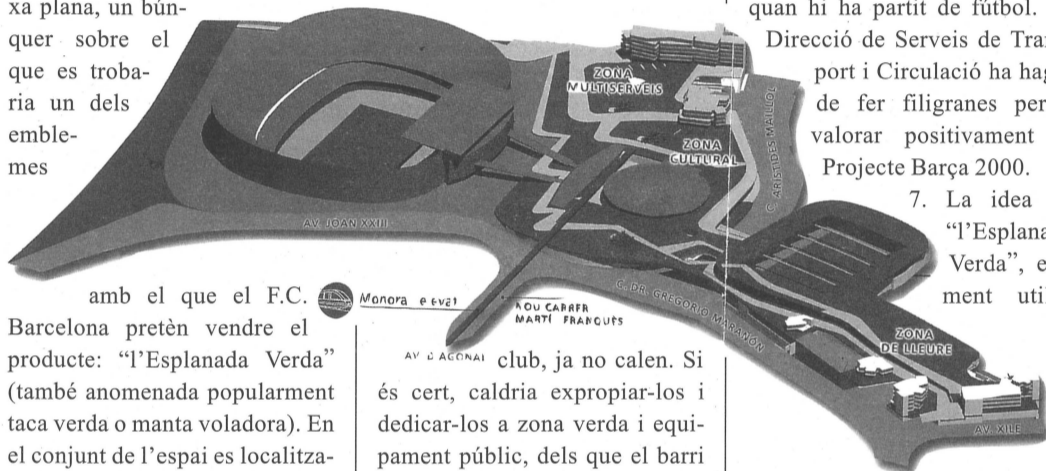 xa plana, un bún-
quer sobre el
que es troba-
ria un dels
emble-
mes
amb el que el F.C.
Barcelona pretèn vendre el
producte: “l’Esplanada Verda”
(també anomenada popularment
taca verda o manta voladora). En
el conjunt de l’espai es localitza-
ZONA
MULTISERVEIS
ZONA
CULTURAL
C. ARÍSTIDES MAILLOL
AV. JOAN XXIII
C. DR. GREGORIO MARAÑÓN
NOU CARRER
MARTÍ FRANQUÈS
ZONA
DE LLEURE
AV. XILE
club, ja no calen. Si
és cert, caldria expropiar-los i
dedicar-los a zona verda i equi-
pament públic, dels que el barri
quan hi ha partit de fútbol.
Direcció de Serveis de Tra
port i Circulació ha ha
de fer filigranes per
valorar positivament
Projecte Barça 2000.
7. La idea
“l’Esplana
Verda”, e
ment util